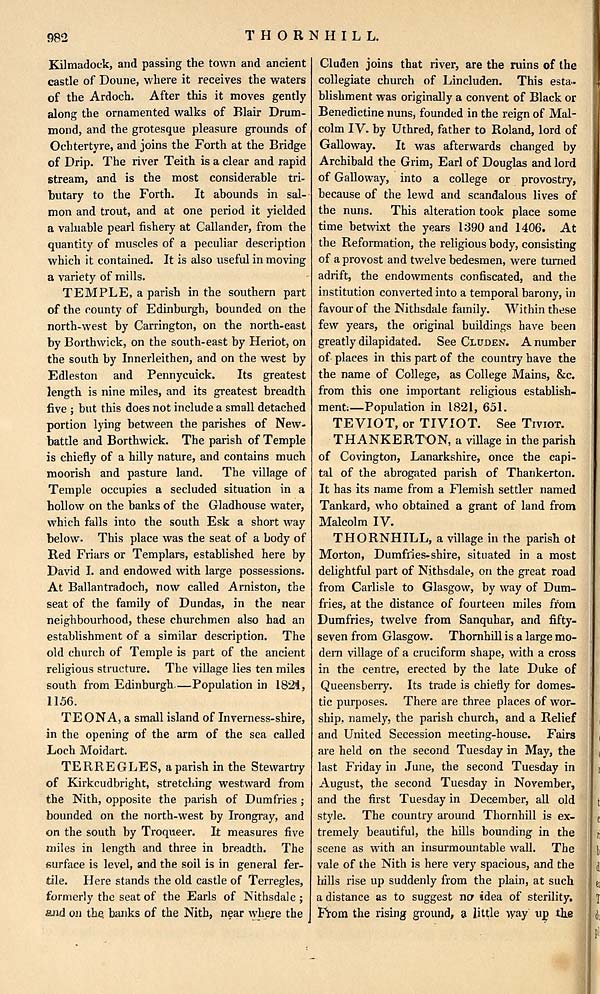 982
THORNHILL.
Kilmadock, and passing the town and ancient
castle of Doune, where it receives the waters
of the Ardoch. After this it moves gently
along the ornamented walks of Blair Drum-
mond, and the grotesque pleasure grounds of
Ochtertyre, and joins the Forth at the Bridge
of Drip. The river Teith is a clear and rapid
stream, and is the most considerable tri-
butary to the Forth. It abounds in sal-
mon and trout, and at one period it yielded
a valuable pearl fishery at Callander, from the
quantity of muscles of a peculiar description
which it contained. It is also useful in moving
a variety of mills.
TEMPLE, a parish in the southern part
of the county of Edinburgh, bounded on the
north-west by Carrington, on the north-east
by Borthwick, on the south-east by Heriot, on
the south by Innerleithen, and on the west by
Edleston and Pennycuick. Its greatest
length is nine miles, and its greatest breadth
five ; but this does not include a small detached
portion lying between the parishes of New-
battle and Borthwick. The parish of Temple
is chiefly of a hilly nature, and contains much
moorish and pasture land. The village of
Temple occupies a secluded situation in a
hollow on the banks of the Gladhouse water,
which falls into the south Esk a short way
below. This place was the seat of a body of
Red Friars or Templars, established here by
David I. and endowed with large possessions.
At Ballantradoch, now called Arniston, the
seat of the family of Dundas, in the near
neighbourhood, these churchmen also had an
establishment of a similar description. The
old church of Temple is part of the ancient
religious structure. The village lies ten miles
south from Edinburgh.—Population in 1821,
1156.
TEONA, a small island of Inverness-shire,
in the opening of the arm of the sea called
Loch Moidart.
TERREGLES, a parish in the Stewartry
of Kirkcudbright, stretching westward from
the Nith, opposite the parish of Dumfries ;
bounded on the north-west by Irongray, and
on the south by Troqueer. It measures five
miles in length and three in breadth. The
surface is level, and the soil is in general fer-
tile. Here stands the old castle of Terregles,
formerly the seat of the Earls of Nithsdale ;
and on the banks of the Nith, near where the
Cluden joins that river, are the ruins of the
collegiate church of Lincluden. This esta-
blishment was originally a convent of Black or
Benedictine nuns, founded in the reign of Mal-
colm IV. by Uthred, father to Roland, lord of
Galloway. It was afterwards changed by
Archibald the Grim, Earl of Douglas and lord
of Galloway, into a college or provostry,
because of the lewd and scandalous lives of
the nuns. This alteration took place some
time betwixt the years 1390 and 1406. At
the Reformation, the religious body, consisting
of a provost and twelve bedesmen, were turned
adrift, the endowments confiscated, and the
institution converted into a temporal barony, in
favour of the Nithsdale family. Within these
few years, the original buildings have been
greatly dilapidated. See CLUDEN. A number
of places in this part of the country have the
the name of College, as College Mains, &c.
from this one important religious establish-
ment:—Population in 1821, 651.
TEVIOT, or TIVIOT. See TIVIOT.
THANKERTON, a village in the parish
of Covington, Lanarkshire, once the capi-
tal of the abrogated parish of Thankerton.
It has its name from a Flemish settler named
Tankard, who obtained a grant of land from
Malcolm IV.
THORNHILL, a village in the parish of
Morton, Dumfries-shire, situated in a most
delightful part of Nithsdale, on the great road
from Carlisle to Glasgow, by way of Dum-
fries, at the distance of fourteen miles from
Dumfries, twelve from Sanquhar, and fifty-
seven from Glasgow. Thornhill is a large mo-
dern village of a cruciform shape, with a cross
in the centre, erected by the late Duke of
Queensberry. Its trade is chiefly for domes-
tic purposes. There are three places of wor-
ship, namely, the parish church, and a Relief
and United Secession meeting-house. Fairs
are held on the second Tuesday in May, the
last Friday in June, the second Tuesday in
August, the second Tuesday in November,
and the first Tuesday in December, all old
style. The country around Thornhill is ex-
tremely beautiful, the hills bounding in the
scene as with an insurmountable wall. The
vale of the Nith is here very spacious, and the
hills rise up suddenly from the plain, at such
a distance as to suggest no idea of sterility.
From the rising ground, a little way up the